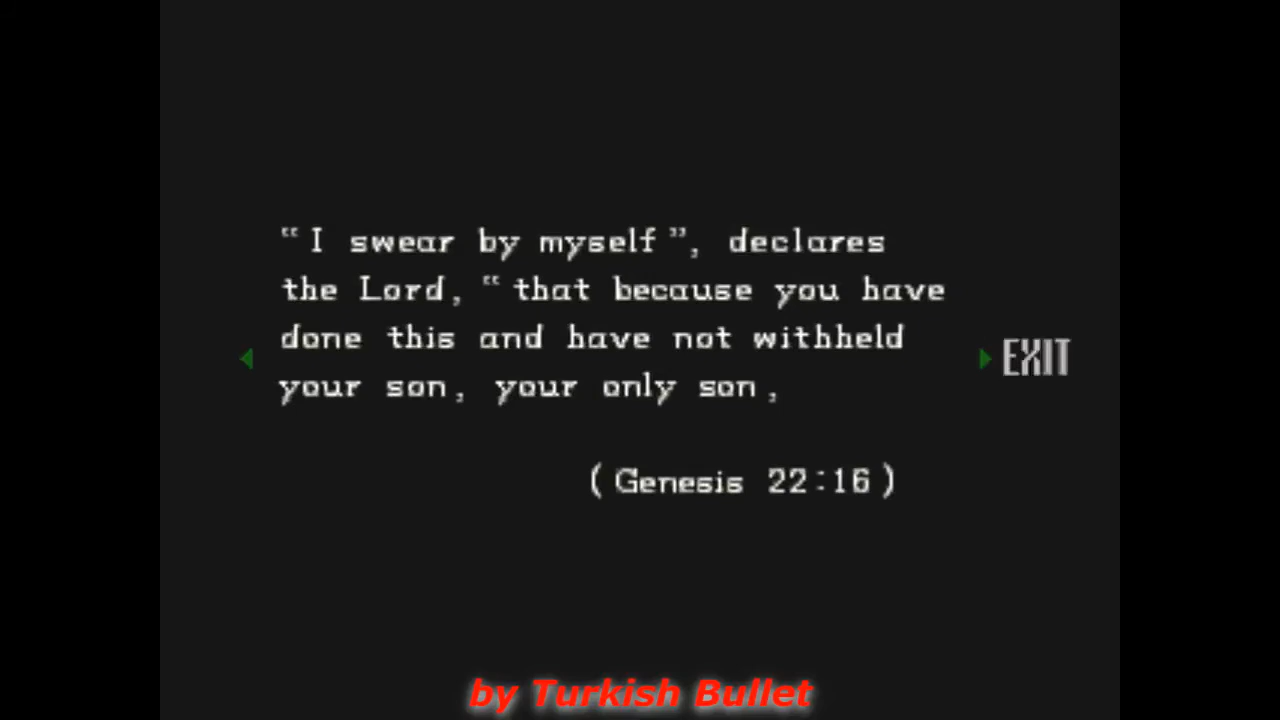 “I swear by myself”, declares
the Lord, “that because you have
done this and have not withheld
your son, your only son,
EXIT
(Genesis 22:16)
by Turkish Bullet